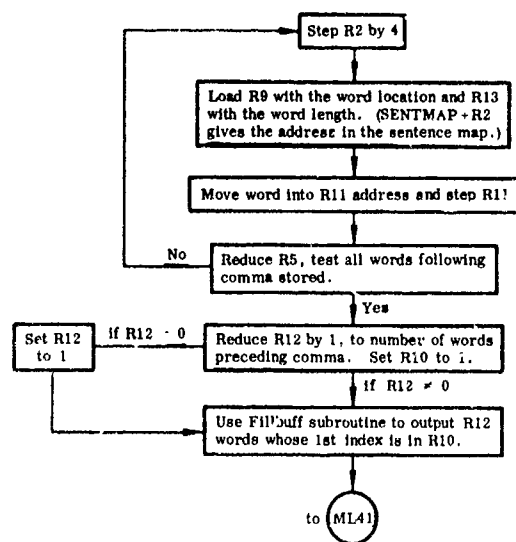 Step R2 by 4
Load R9 with the word location and R13
with the word length. (SENTMAP+R2
gives the address in the sentence map.)
Move word into R11 address and step R11
No
Reduce R5, test all words following
comma stored.
Yes
Set R12
to 1
if R12 - 0
Reduce R12 by 1, to number of words
preceding comma. Set R10 to 1.
if R12 ≠ 0
Use Fillbuff subroutine to output R12
words whose 1st index is in R10.
to ML41